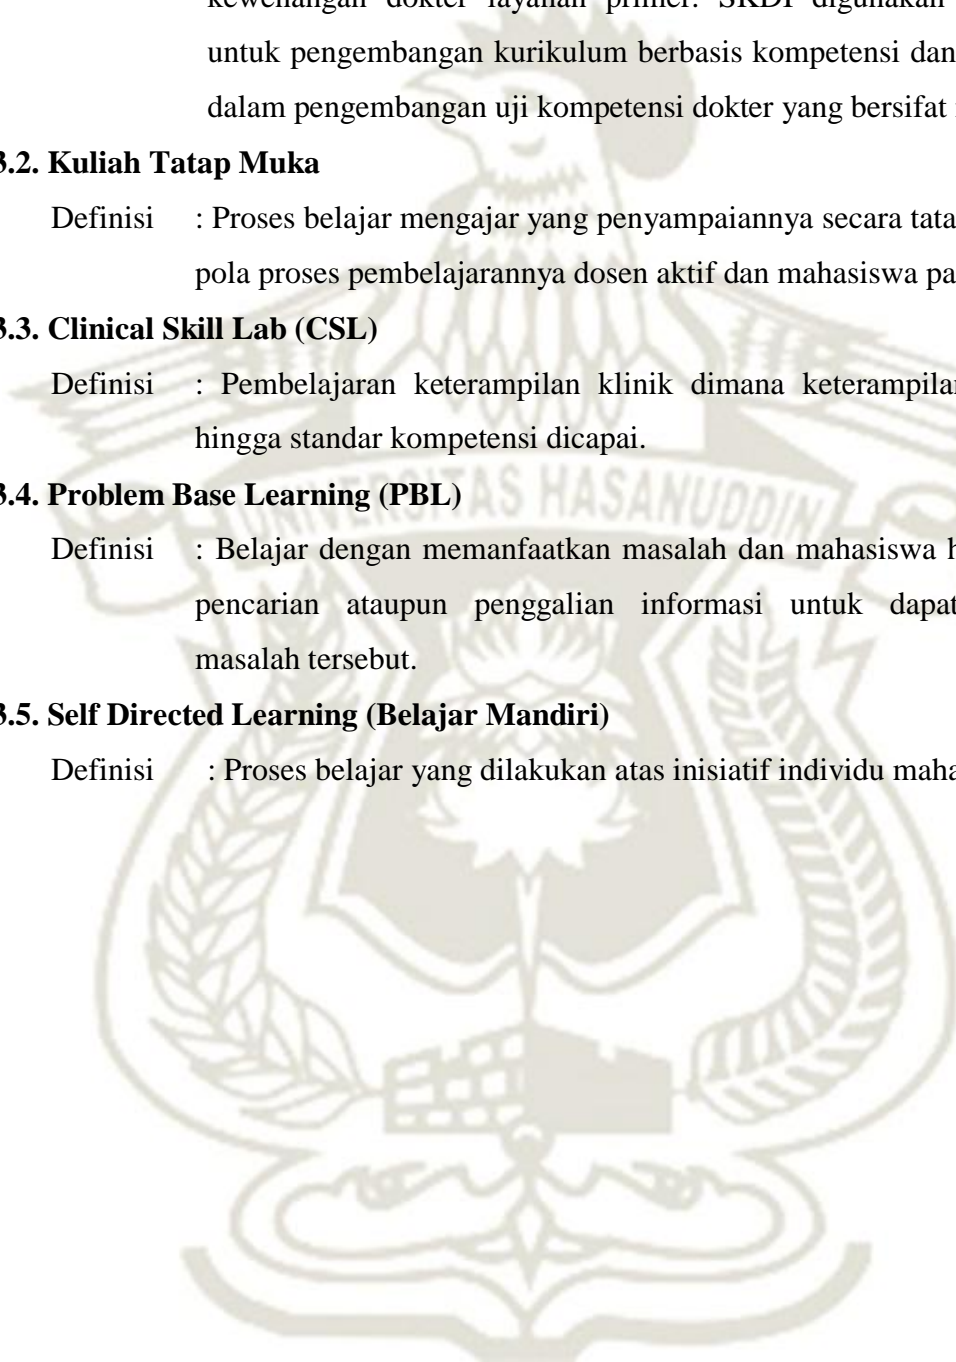 kewenangan dokter layanan primer. SKDI digunakan
untuk pengembangan kurikulum berbasis kompetensi dan
dalam pengembangan uji kompetensi dokter yang bersifat
3.2. Kuliah Tatap Muka
Definisi : Proses belajar mengajar yang penyampaiannya secara tata
pola proses pembelajarannya dosen aktif dan mahasiswa pa
3.3. Clinical Skill Lab (CSL)
Definisi : Pembelajaran keterampilan klinik dimana keterampilan
hingga standar kompetensi dicapai.
3.4. Problem Base Learning (PBL)
UNIVERSITAS HASANUDDIN
Definisi : Belajar dengan memanfaatkan masalah dan mahasiswa h
pencarian ataupun penggalian informasi untuk dapat
masalah tersebut.
3.5. Self Directed Learning (Belajar Mandiri)
Definisi : Proses belajar yang dilakukan atas inisiatif individu maha